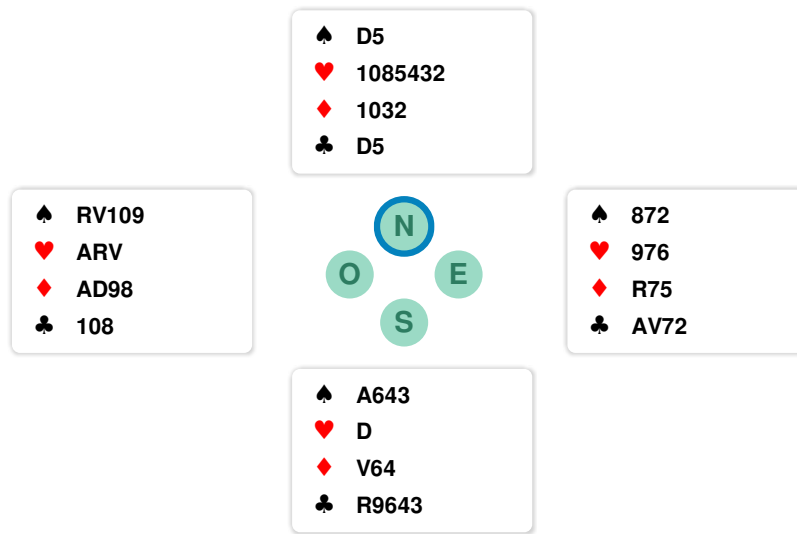 ♠ D5
♥ 1085432
♦ 1032
♣ D5
♠ RV109
♥ ARV
♦ AD98
♣ 108
N
O E
S
♠ 872
♥ 976
♦ R75
♣ AV72
♠ A643
♥ D
♦ V64
♣ R9643